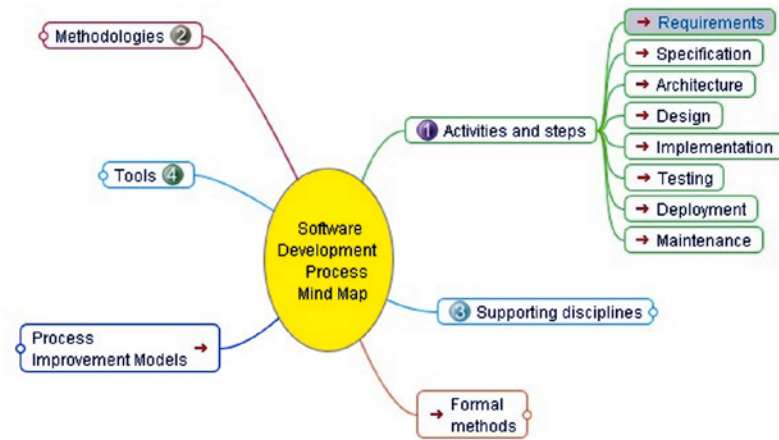 Methodologies 2
Tools 4
Process
Improvement Models
Software
Development
Process
Mind Map
1 Activities and steps
Requirements
Specification
Architecture
Design
Implementation
Testing
Deployment
Maintenance
3 Supporting disciplines
Formal
methods